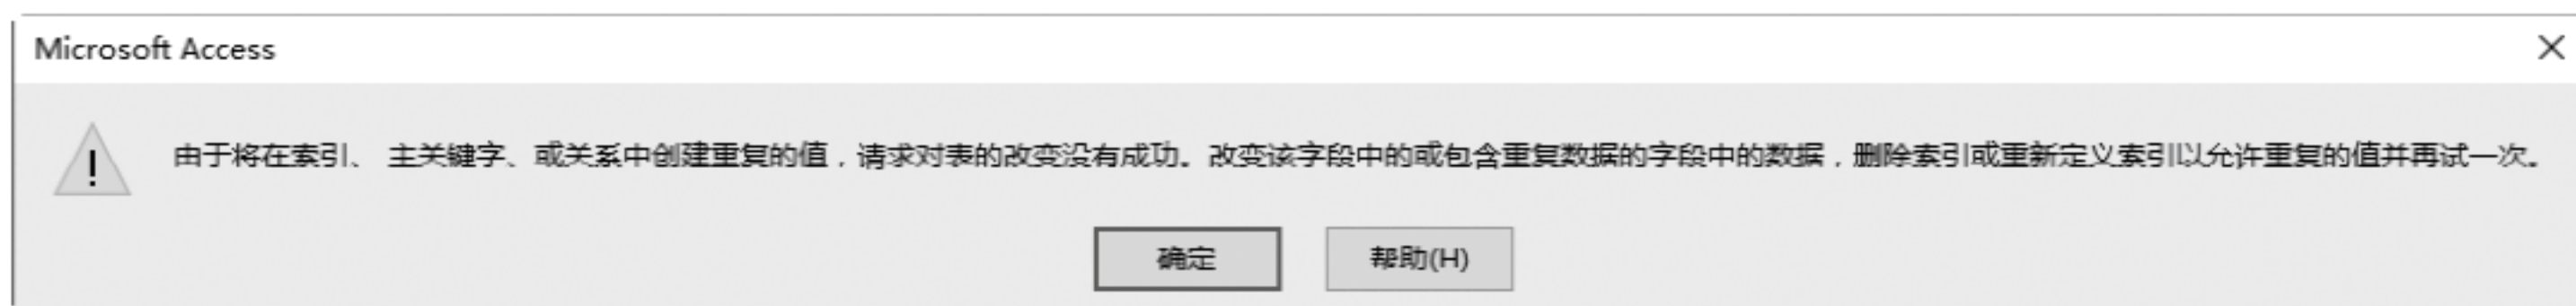 Microsoft Access
由于将在索引、 主关键字、或关系中创建重复的值，请求对表的改变没有成功。改变该字段中的或包含重复数据的字段中的数据，删除索引或重新定义索引以允许重复的值并再试一次。
确定 帮助(H)